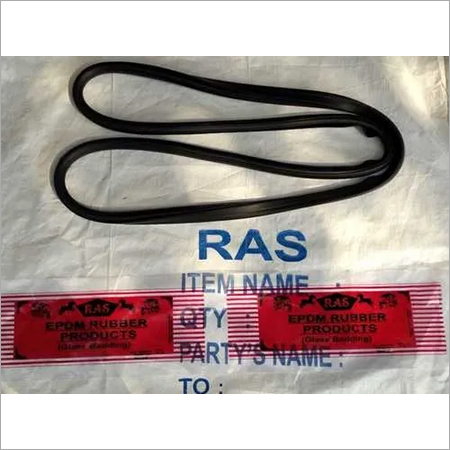 RAS
ITEM NAME :
RAS
EPDM RUBBER
PRODUCTS
(Glass Beading)
RAS
EPDM RUBBER
PRODUCTS
(Glass Beading)
QTY :
PARTY'S NAME :
TO :